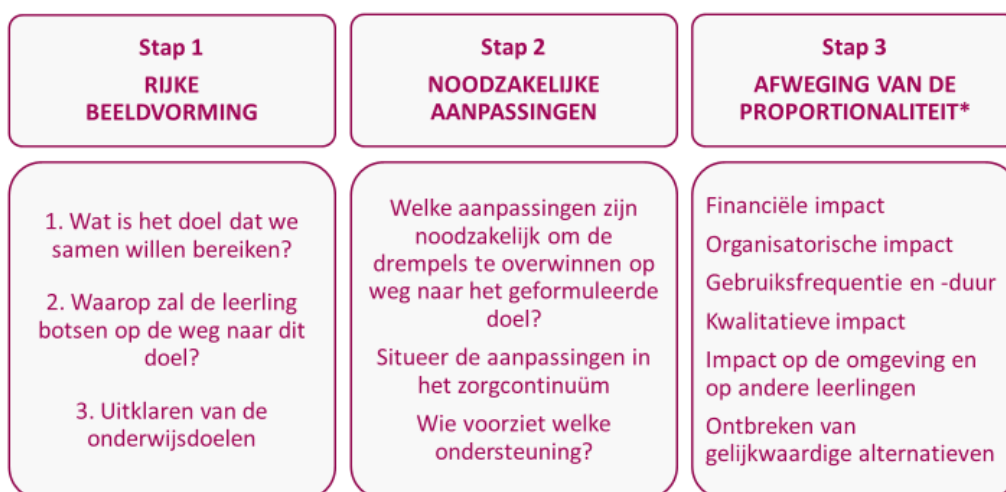 Stap 1
RIJKE
BEELDVORMING
1. Wat is het doel dat we
samen willen bereiken?
2. Waarop zal de leerling
botsen op de weg naar dit
doel?
3. Uitklaren van de
onderwijsdoelen
Stap 2
NOODZAKELIJKE
AANPASSINGEN
Welke aanpassingen zijn
noodzakelijk om de
drempels te overwinnen op
weg naar het geformuleerde
doel?
Situeer de aanpassingen in
het zorgcontinuüm
Wie voorziet welke
ondersteuning?
Stap 3
AFWEGING VAN DE
PROPORTIONALITEIT*
Financiële impact
Organisatorische impact
Gebruiksfrequentie en -duur
Kwalitatieve impact
Impact op de omgeving en
op andere leerlingen
Ontbreken van
gelijkwaardige alternatieven